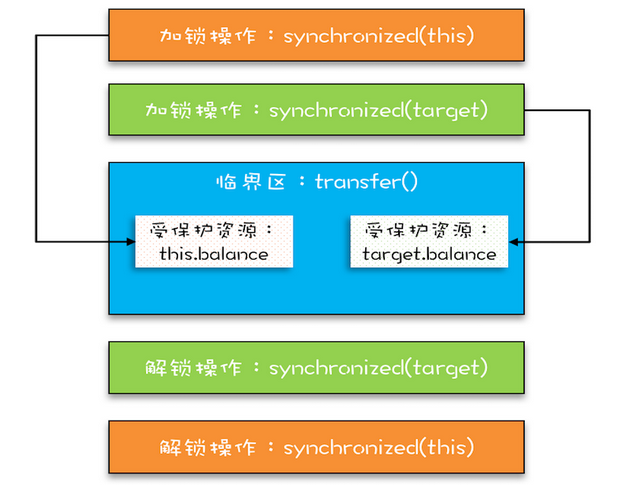 加锁操作：synchronized(this)
加锁操作：synchronized(target)
临界区：transfer()
受保护资源：
this.balance
受保护资源：
target.balance
解锁操作：synchronized(target)
解锁操作：synchronized(this)